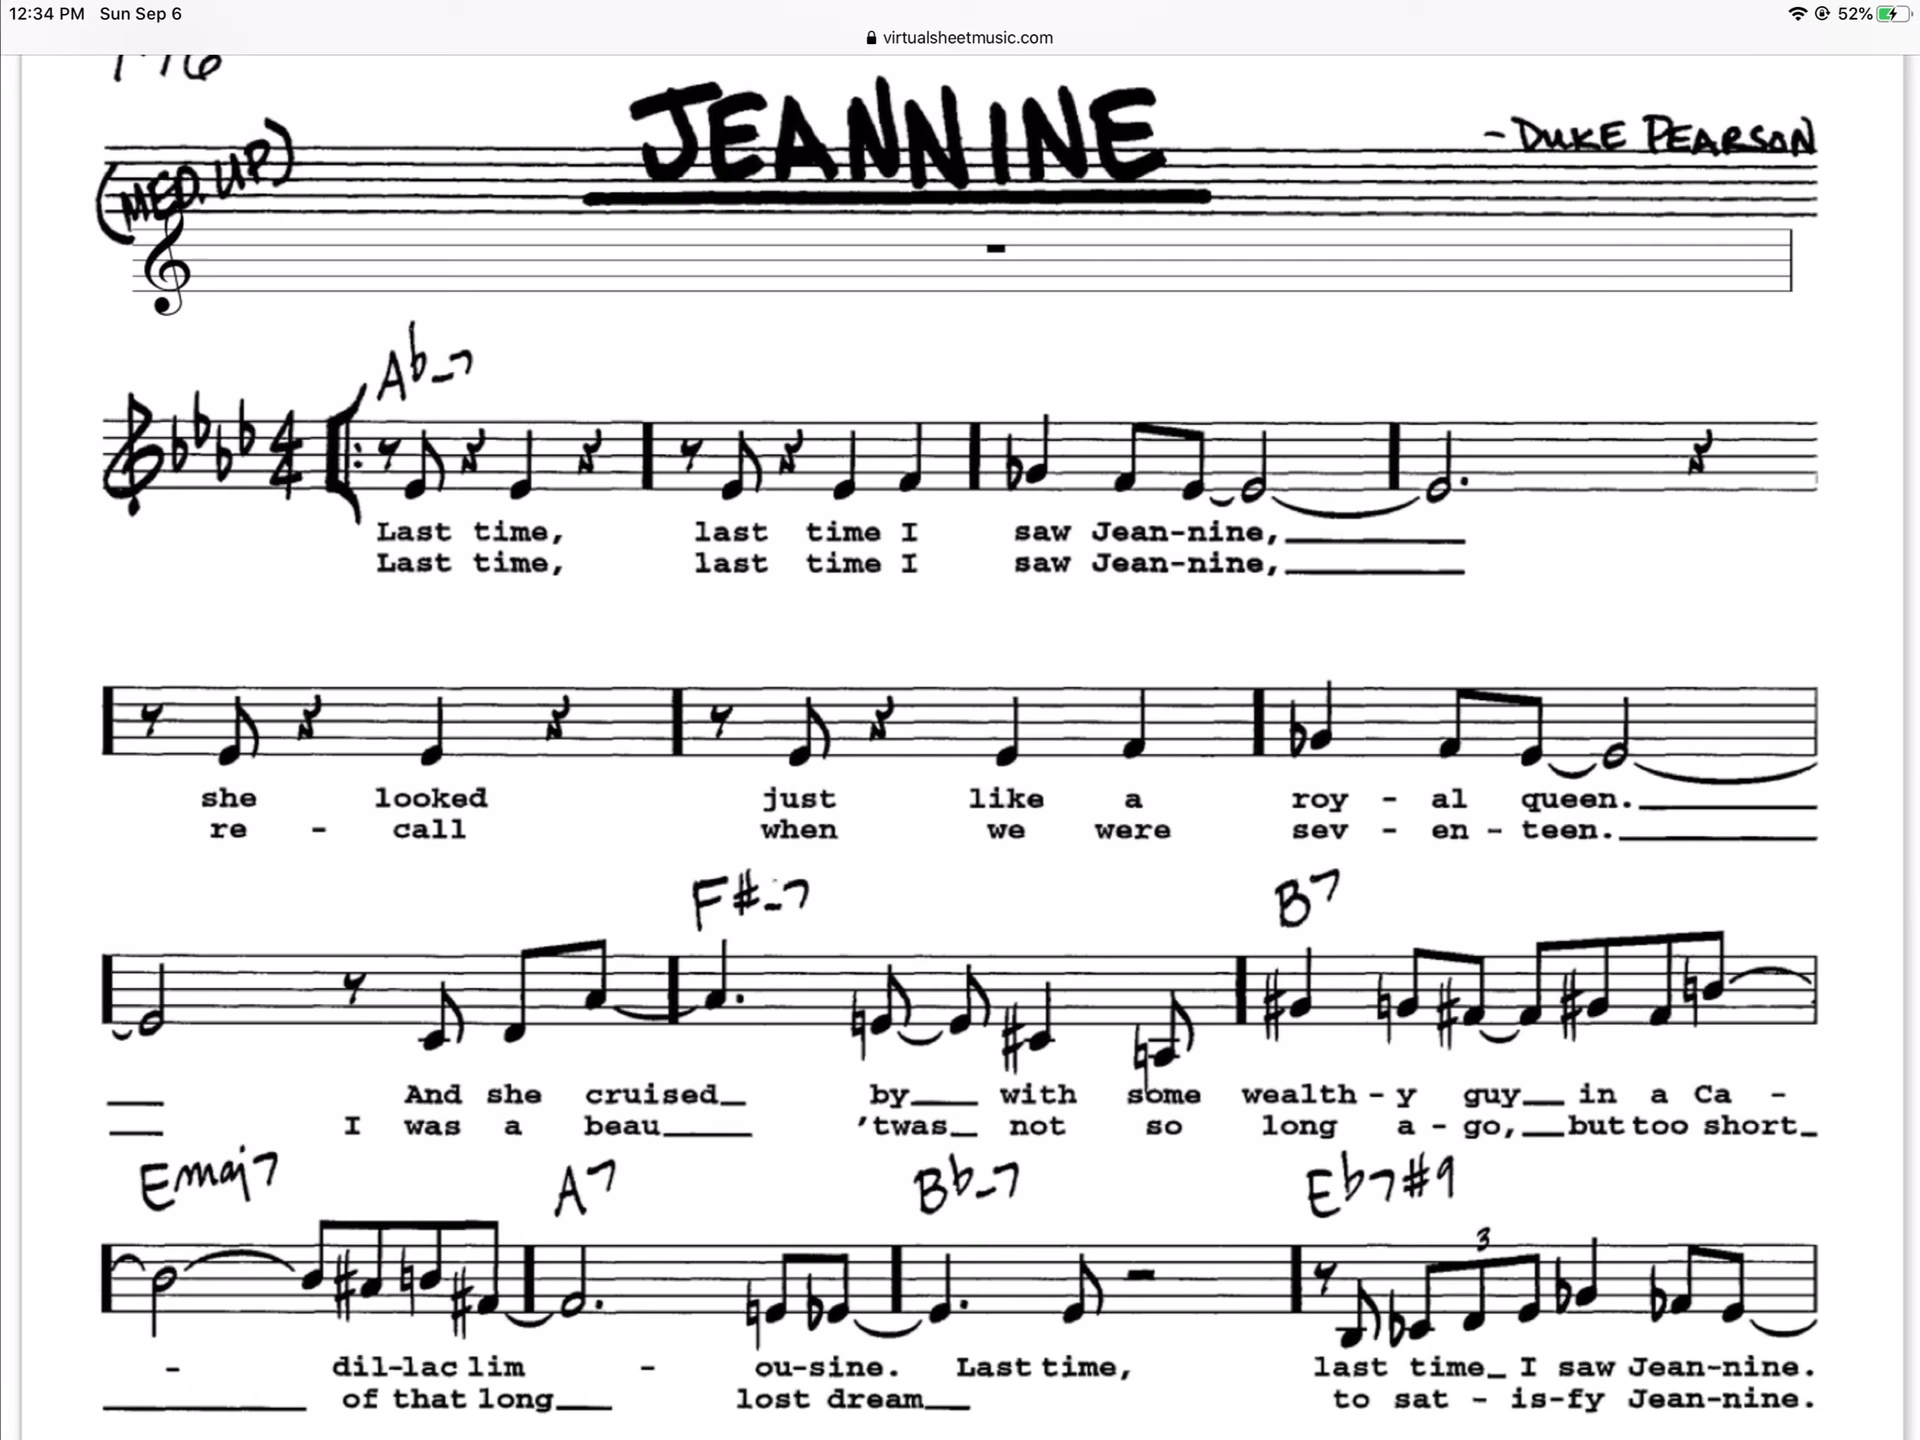 12:34 PM Sun Sep 6
52%
virtualsheetmusic.com
JEANNINE
(MED. UP)
-DUKE PEARSON
Ab-7
4/4
Last time, last time I saw Jean-nine,
Last time, last time I saw Jean-nine,
she looked just like a roy - al queen.
re - call when we were sev - en - teen.
F#-7 B7
And she cruised by with some wealth - y guy in a Ca -
I was a beau 'twas not so long a - go, but too short
Emaj7 A7 Bb-7 Eb7#9
3
- dil-lac lim - ou-sine. Last time, last time I saw Jean-nine.
of that long lost dream to sat - is-fy Jean-nine.